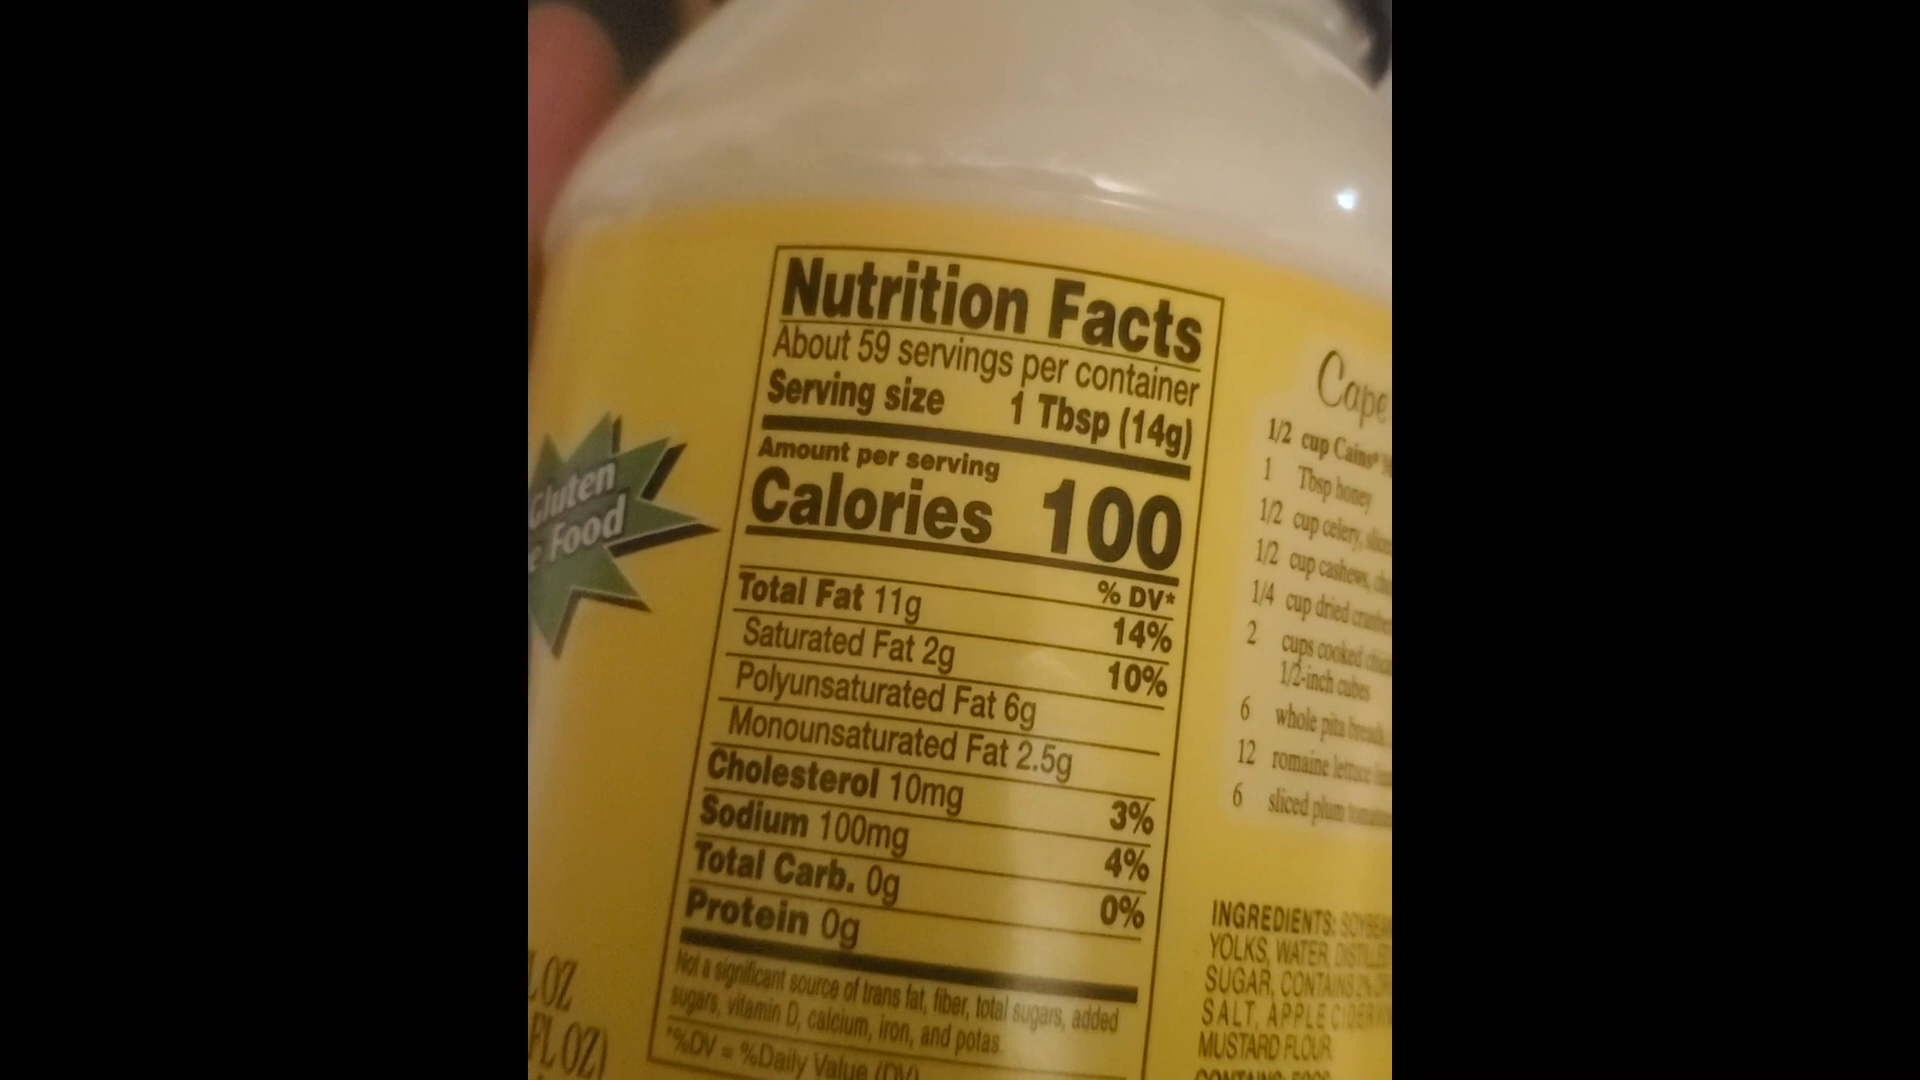 Nutrition Facts
About 59 servings per container
Serving size 1 Tbsp (14g)
Amount per serving
Calories 100
% DV*
Total Fat 11g 14%
Saturated Fat 2g 10%
Polyunsaturated Fat 6g
Monounsaturated Fat 2.5g
Cholesterol 10mg 3%
Sodium 100mg 4%
Total Carb. 0g 0%
Protein 0g
Not a significant source of trans fat, fiber, total sugars, added
sugars, vitamin D, calcium, iron, and potas.
*%DV = %Daily Value (DV)
Gluten
Food
OZ
FL OZ)
Cape
1/2 cup Cains®
1 Tbsp honey
1/2 cup celery,
1/2 cup cashews,
1/4 cup dried
2 cups cooked
1/2-inch cubes
6 whole pita
12 romaine lettuce
6 sliced plum
INGREDIENTS:
YOLKS, WATER,
SUGAR, CONTAINS 2%
SALT, APPLE CIDER
MUSTARD FLOUR.